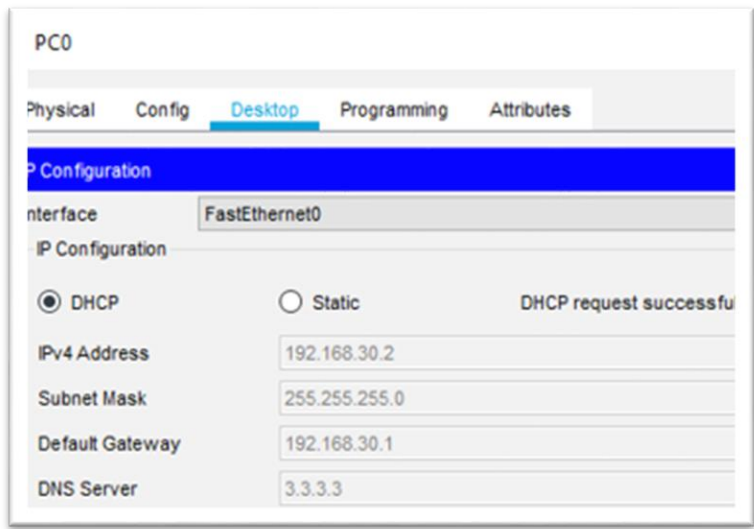 PC0
Physical Config Desktop Programming Attributes
P Configuration
nterface FastEthernet0
IP Configuration
DHCP Static DHCP request successful
IPv4 Address 192.168.30.2
Subnet Mask 255.255.255.0
Default Gateway 192.168.30.1
DNS Server 3.3.3.3